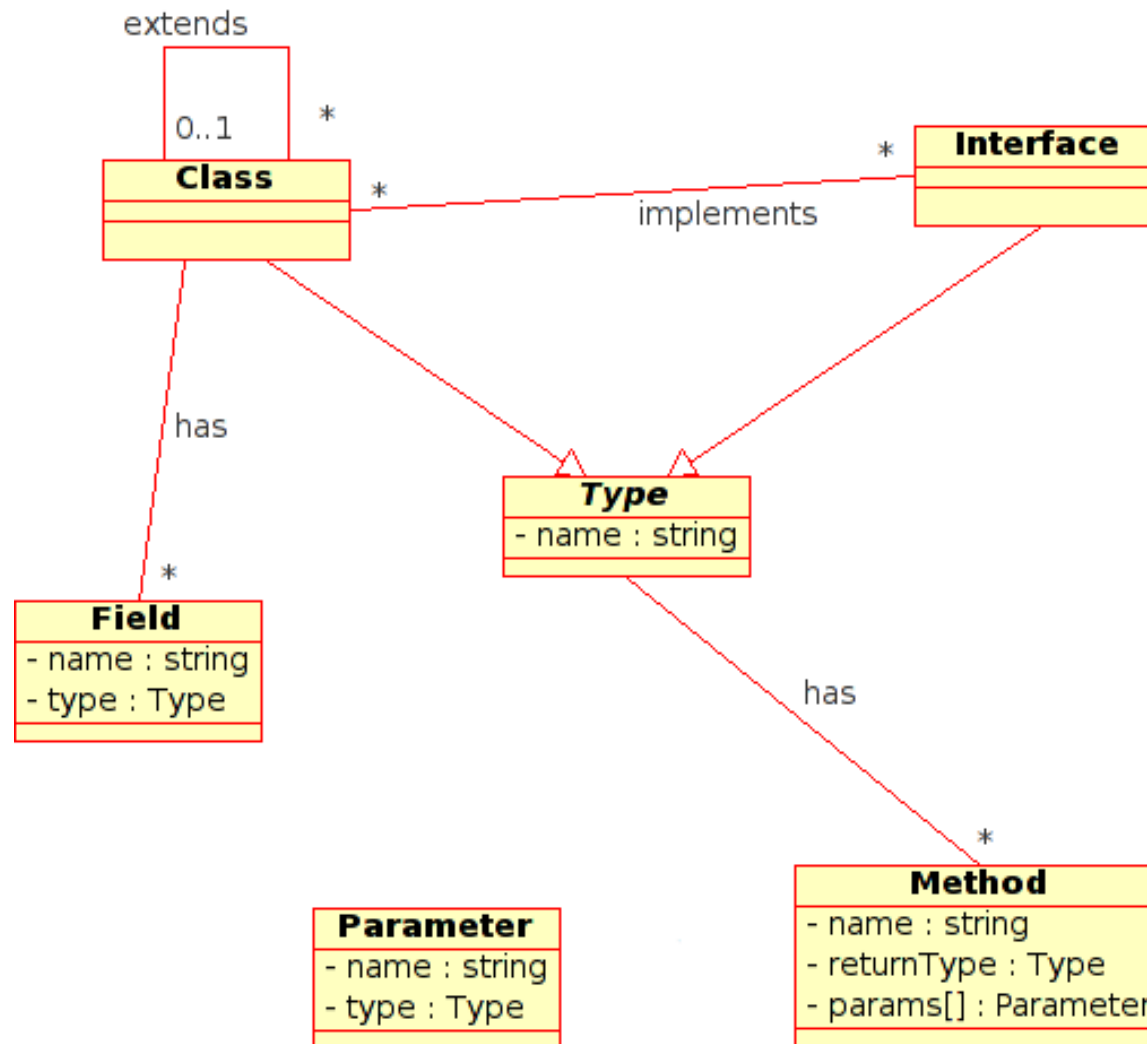 extends
0..1
*
Class
*
*
Interface
implements
has
Type
- name : string
*
Field
- name : string
- type : Type
has
*
Parameter
- name : string
- type : Type
Method
- name : string
- returnType : Type
- params[] : Parameter